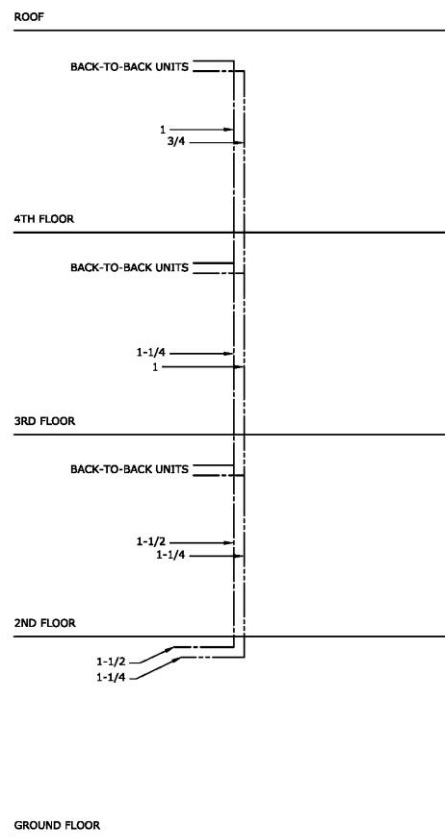 ROOF
BACK-TO-BACK UNITS
1
3/4
4TH FLOOR
BACK-TO-BACK UNITS
1-1/4
1
3RD FLOOR
BACK-TO-BACK UNITS
1-1/2
1-1/4
2ND FLOOR
1-1/2
1-1/4
GROUND FLOOR